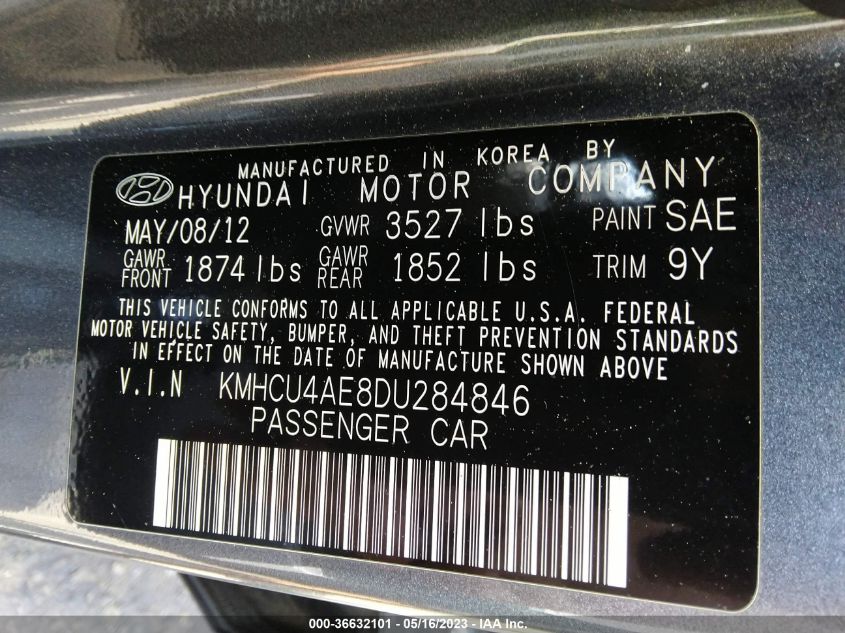 MANUFACTURED IN KOREA BY
HYUNDAI MOTOR COMPANY
MAY/08/12 GVWR 3527 lbs PAINT SAE
GAWR FRONT 1874 lbs GAWR REAR 1852 lbs TRIM 9Y
THIS VEHICLE CONFORMS TO ALL APPLICABLE U.S.A. FEDERAL
MOTOR VEHICLE SAFETY, BUMPER, AND THEFT PREVENTION STANDARDS
IN EFFECT ON THE DATE OF MANUFACTURE SHOWN ABOVE
V.I.N KMHCU4AE8DU284846
PASSENGER CAR
000-36632101 - 05/16/2023 - IAA Inc.